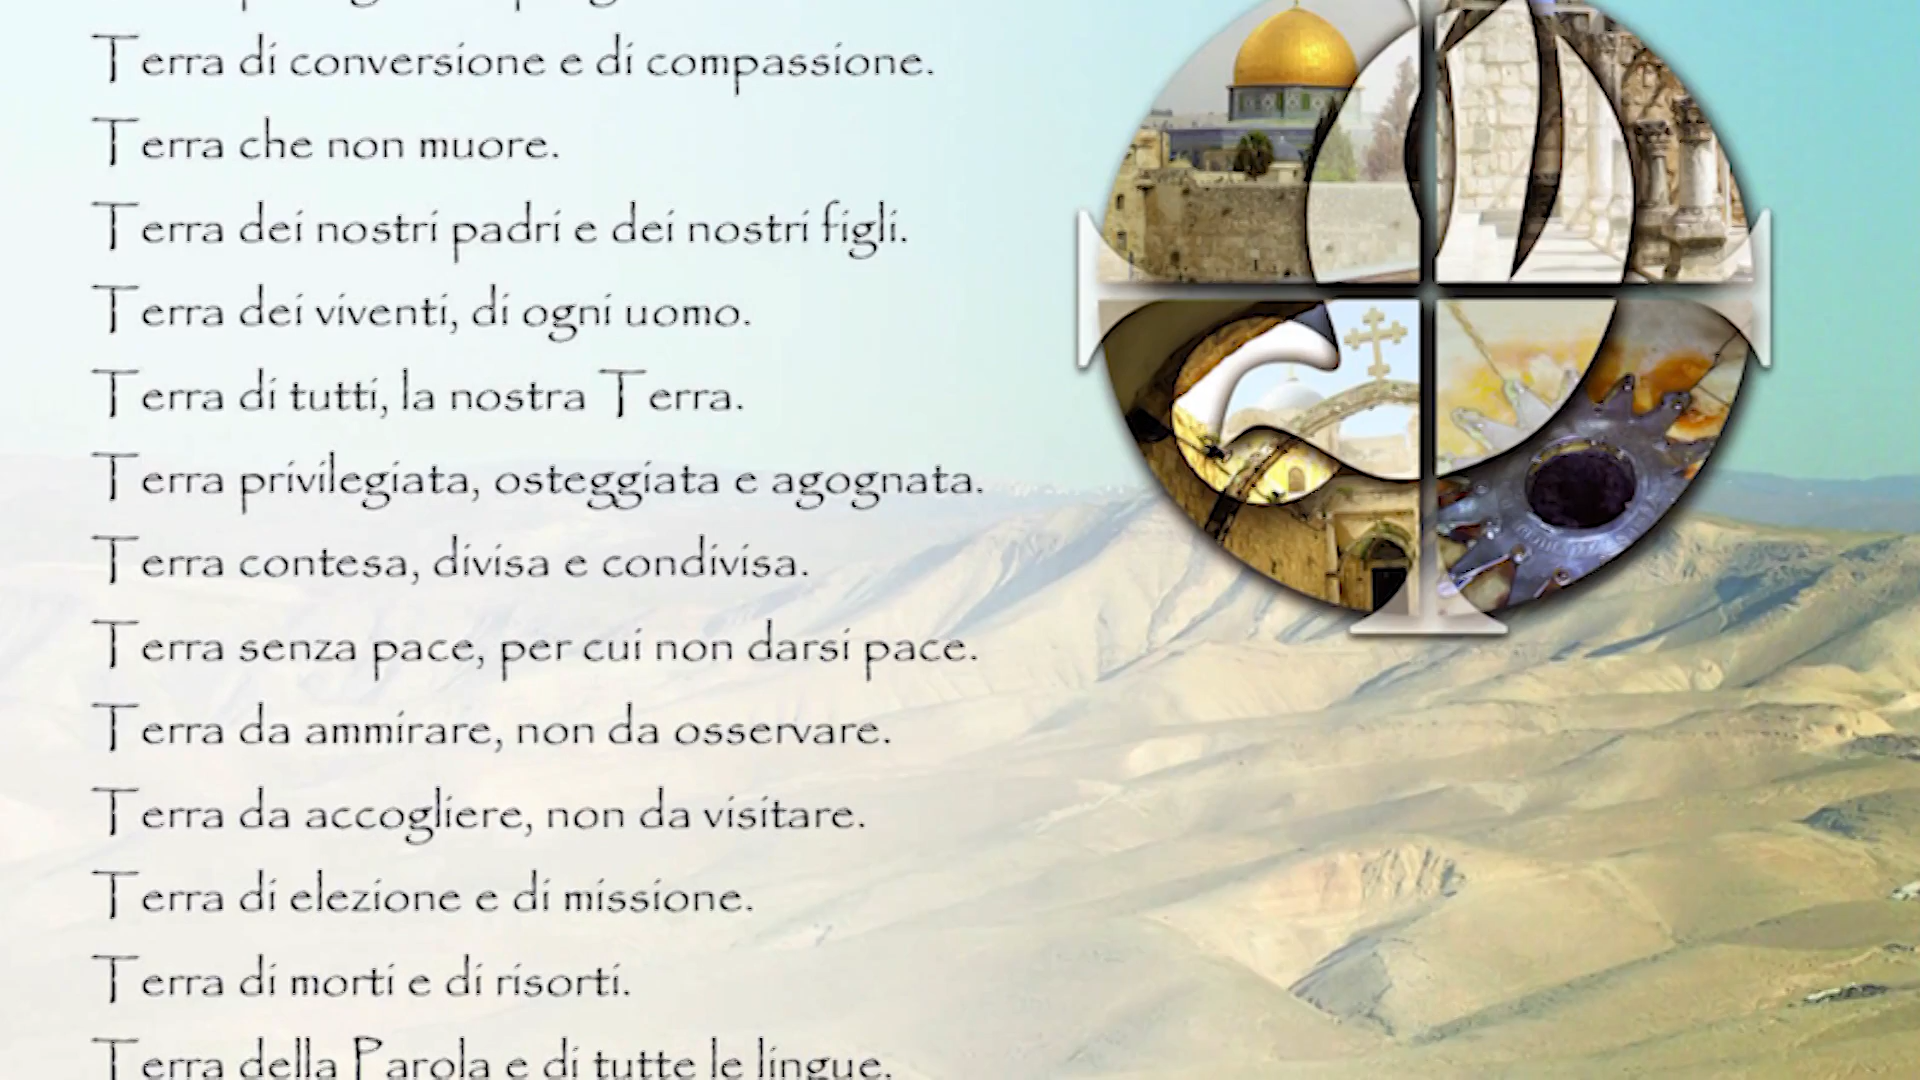 Terra di conversione e di compassione.
Terra che non muore.
Terra dei nostri padri e dei nostri figli.
Terra dei viventi, di ogni uomo.
Terra di tutti, la nostra Terra.
Terra privilegiata, osteggiata e agognata.
Terra contesa, divisa e condivisa.
Terra senza pace, per cui non darsi pace.
Terra da ammirare, non da osservare.
Terra da accogliere, non da visitare.
Terra di elezione e di missione.
Terra di morti e di risorti.
Terra della Parola e di tutte le lingue.